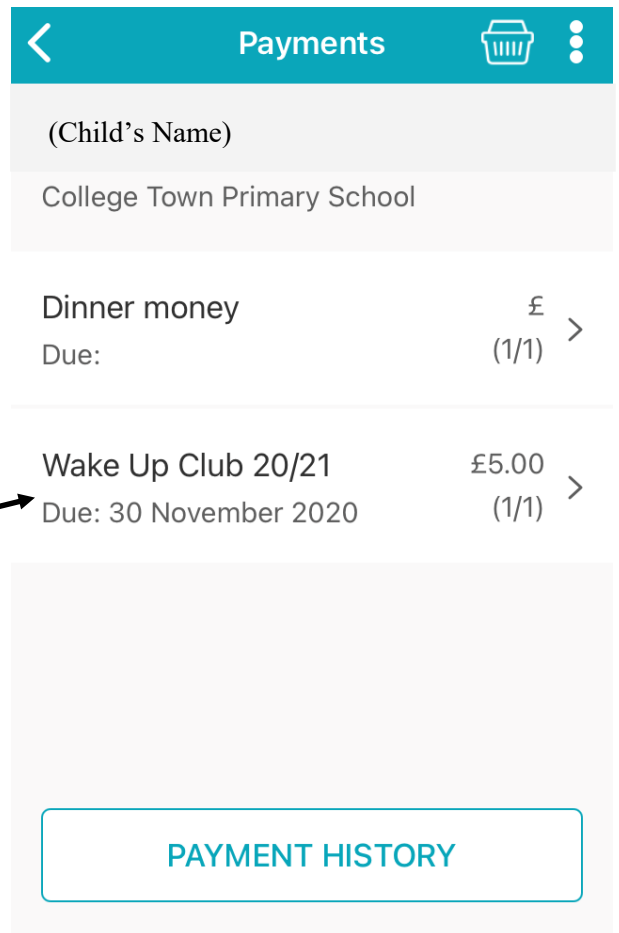 Payments
(Child's Name)
College Town Primary School
Dinner money £
Due: (1/1)
Wake Up Club 20/21 £5.00
Due: 30 November 2020 (1/1)
PAYMENT HISTORY